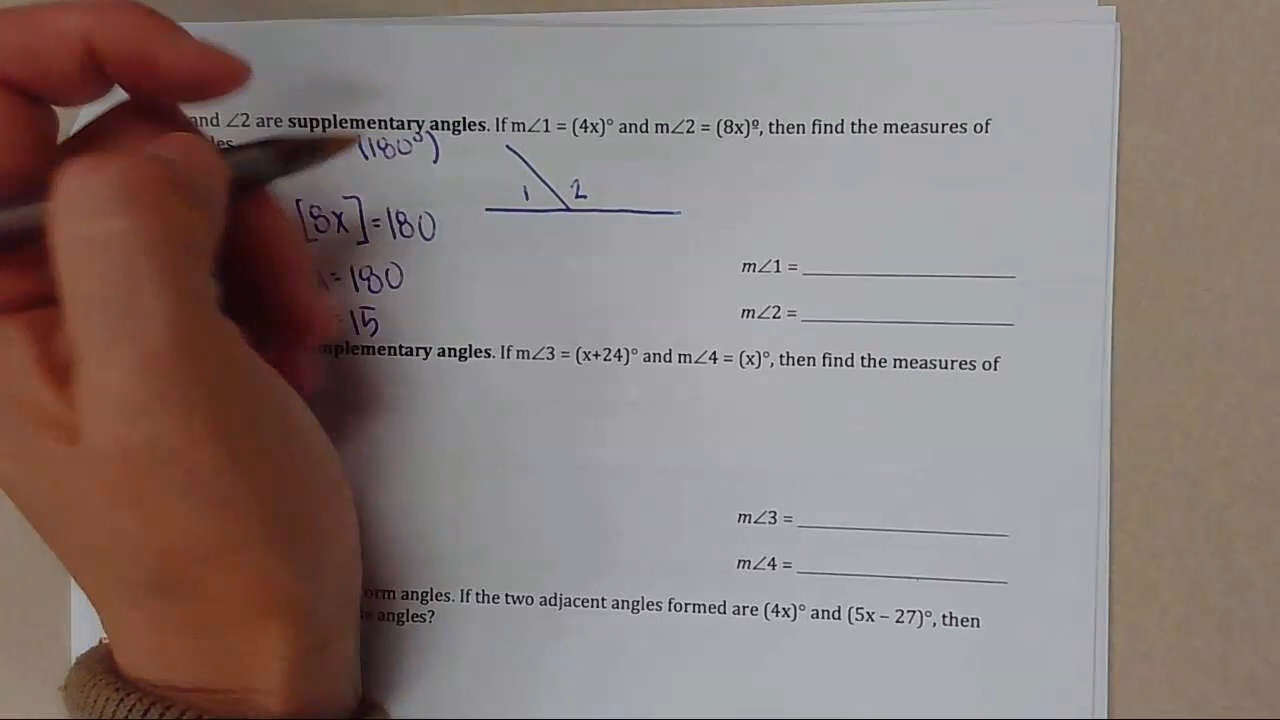 and ∠2 are supplementary angles. If m∠1 = (4x)° and m∠2 = (8x)º, then find the measures of
(180°)
1 2
[8x]=180
=180
=15
m∠1 =
m∠2 =
plementary angles. If m∠3 = (x+24)° and m∠4 = (x)°, then find the measures of
m∠3 =
m∠4 =
orm angles. If the two adjacent angles formed are (4x)° and (5x – 27)°, then
angles?